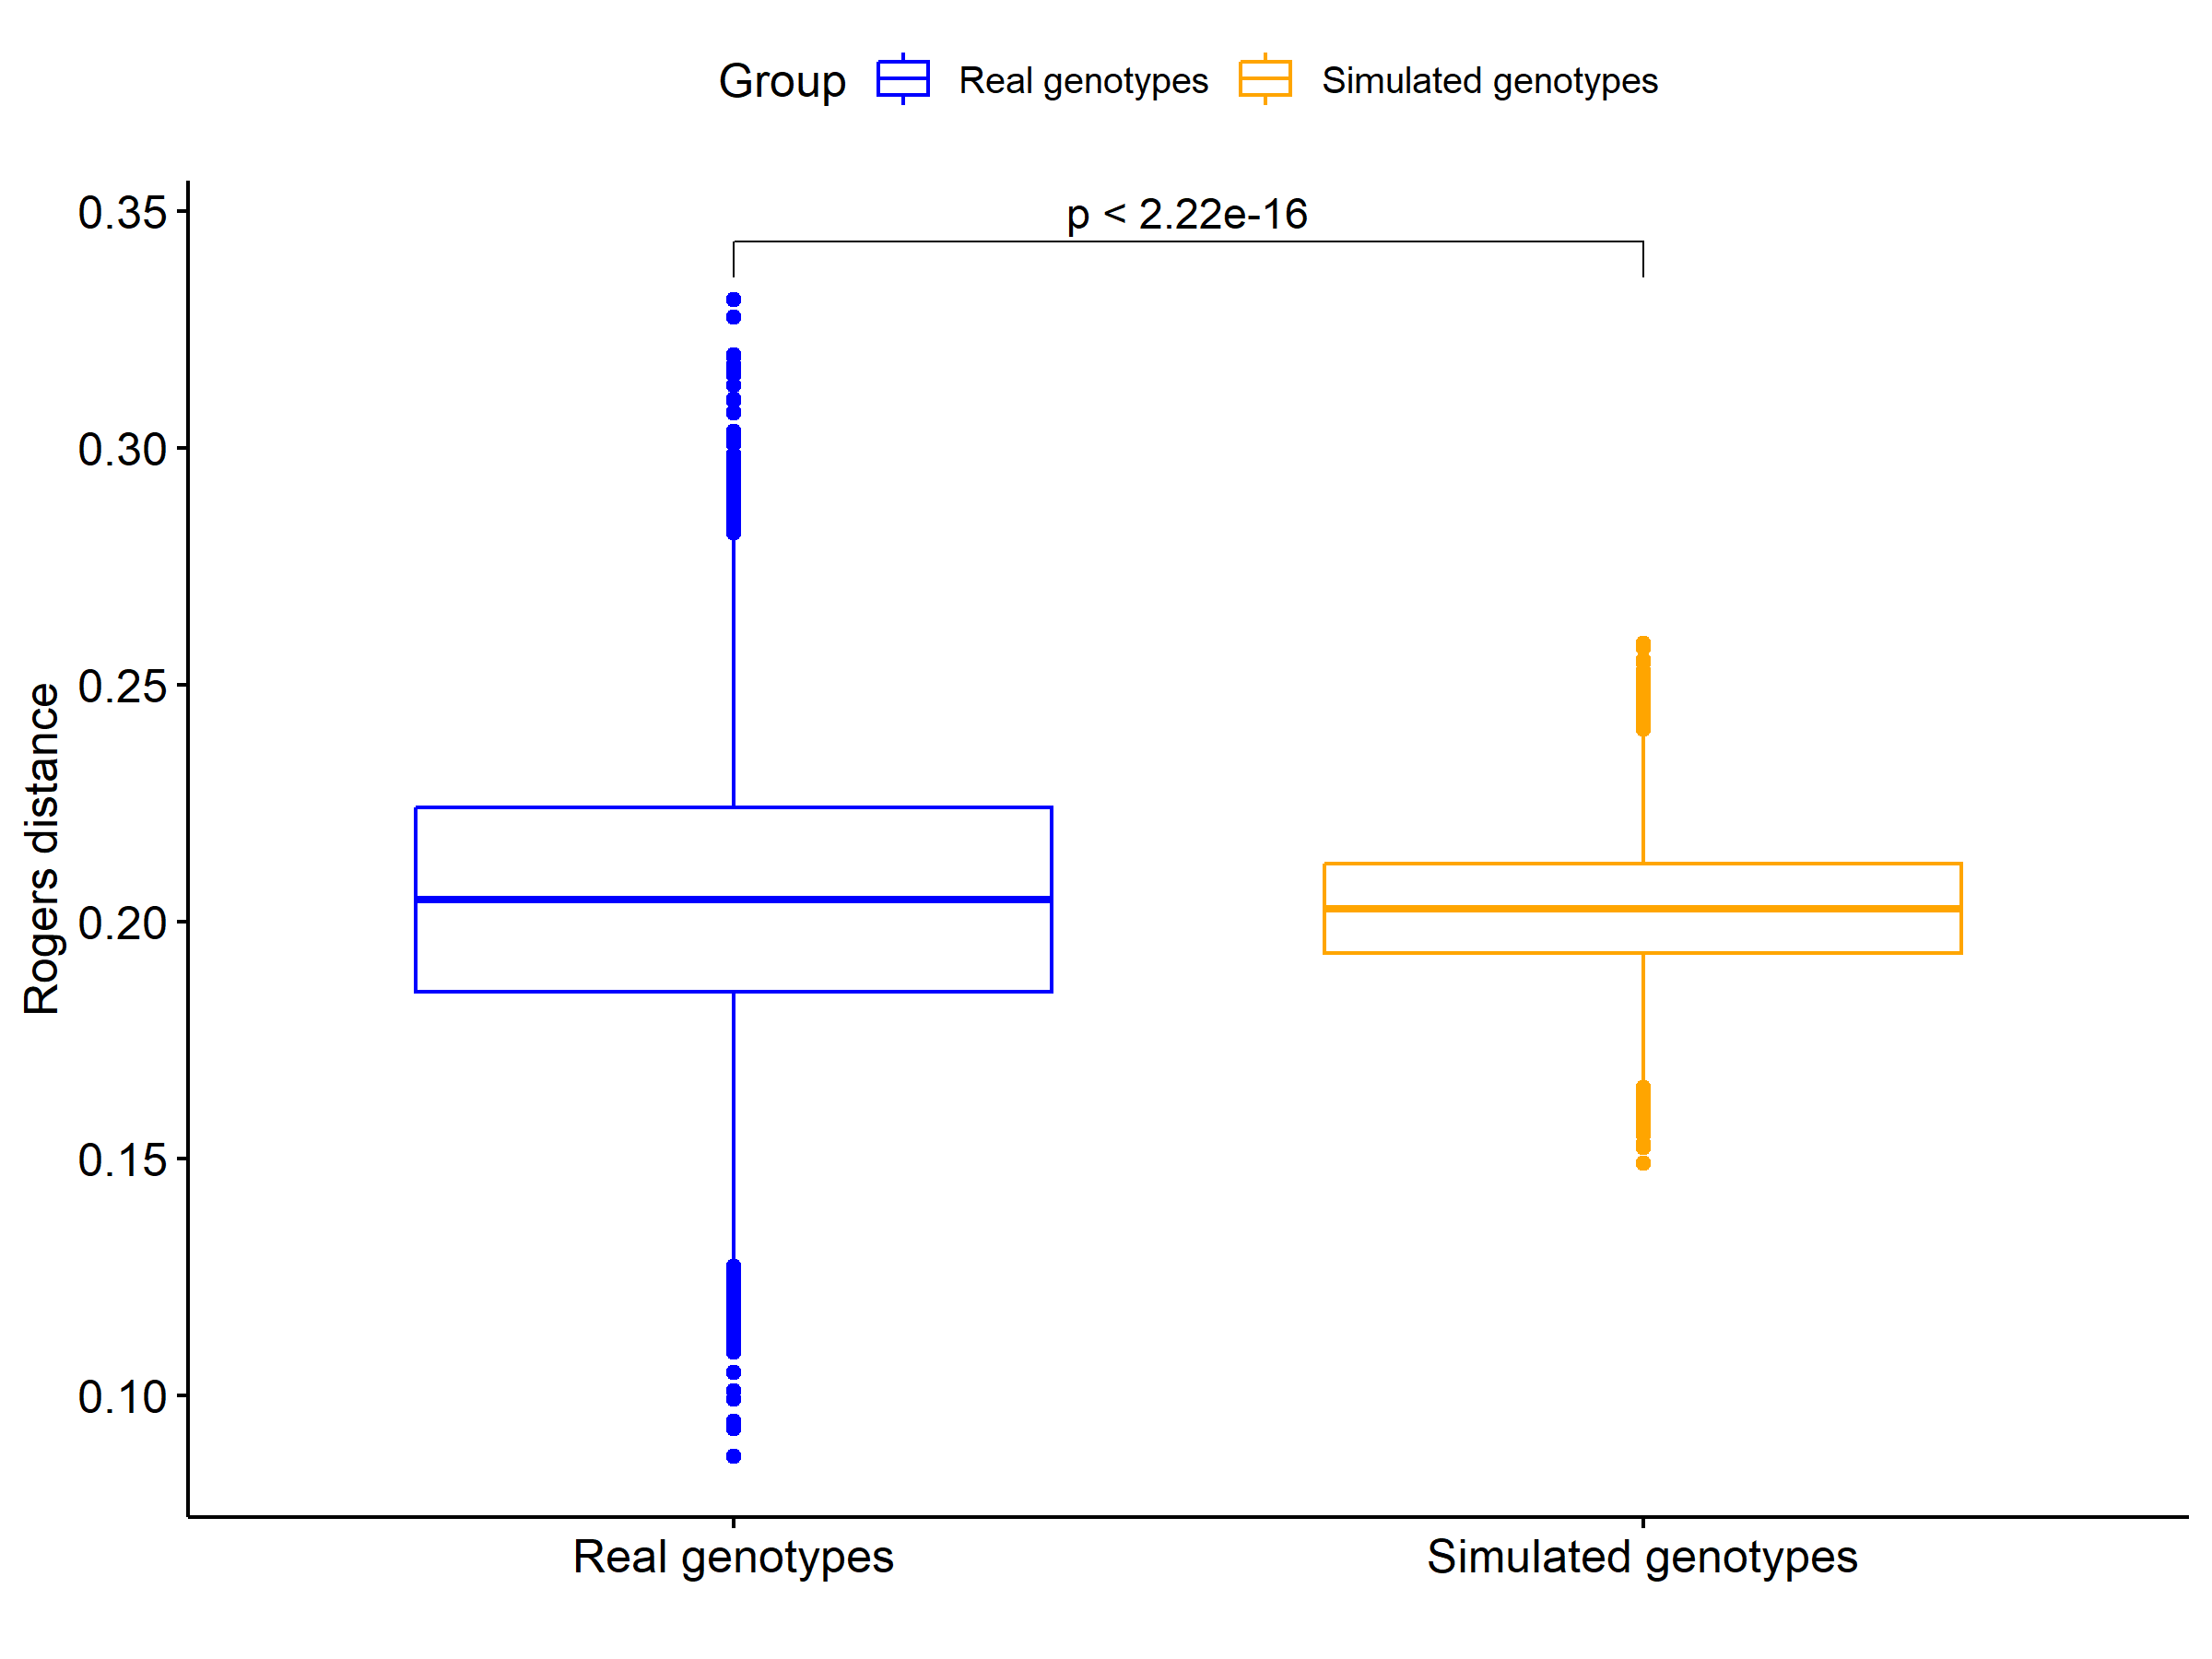 Group Real genotypes Simulated genotypes
p < 2.22e-16
0.35
0.30
0.25
0.20
0.15
0.10
Rogers distance
Real genotypes Simulated genotypes